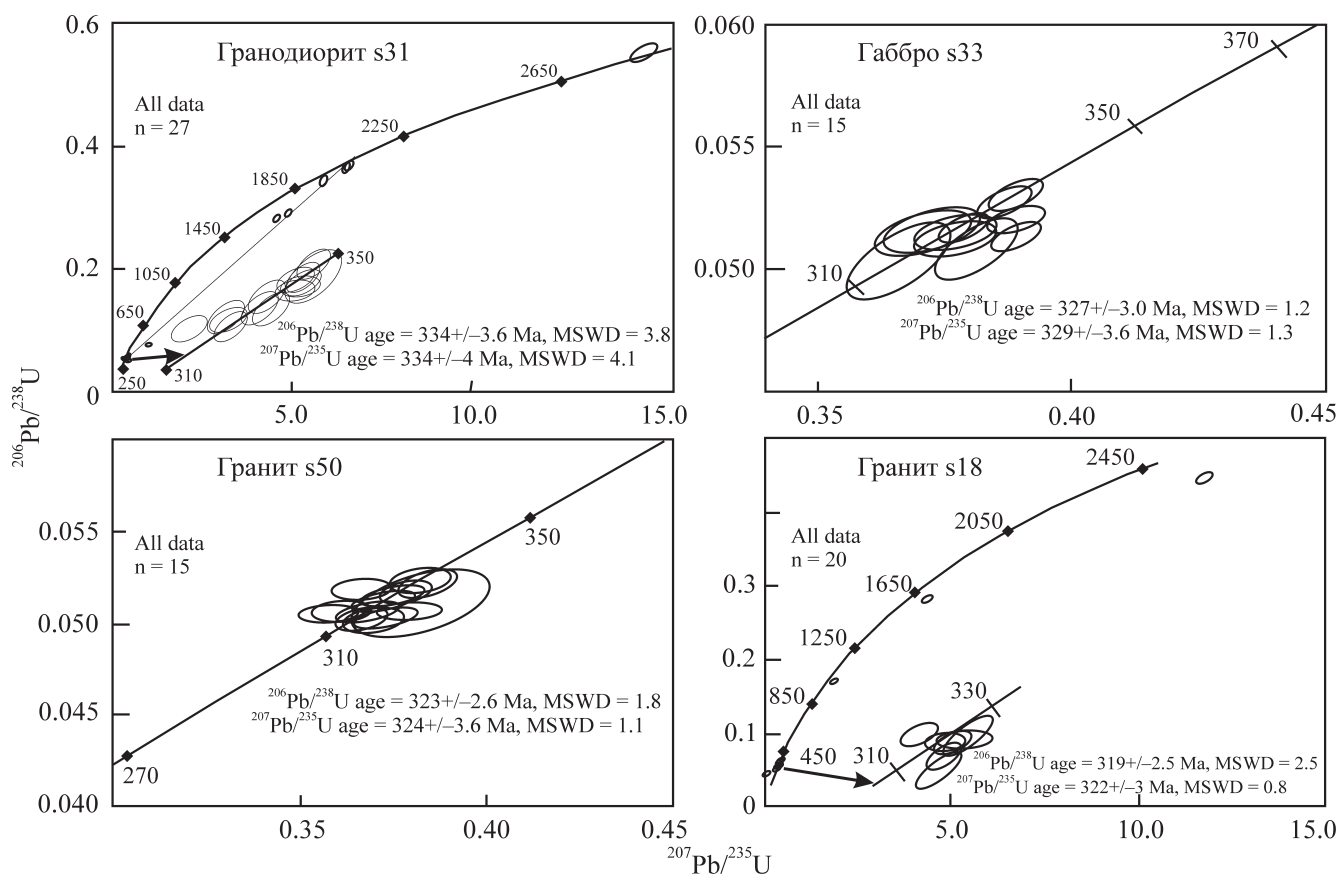 0.6
Гранодиорит s31
2650
All data
n = 27
2250
0.4
1850
1450
1050
350
0.2
650
²⁰⁶Pb/²³⁸U age = 334+/–3.6 Ma, MSWD = 3.8
²⁰⁷Pb/²³⁵U age = 334+/–4 Ma, MSWD = 4.1
250
310
0
5.0
10.0
15.0
0.060
Габбро s33
370
All data
n = 15
350
0.055
0.050
310
²⁰⁶Pb/²³⁸U age = 327+/–3.0 Ma, MSWD = 1.2
²⁰⁷Pb/²³⁵U age = 329+/–3.6 Ma, MSWD = 1.3
0.35
0.40
0.45
²⁰⁶Pb/²³⁸U
Гранит s50
0.055
All data
n = 15
350
0.050
310
²⁰⁶Pb/²³⁸U age = 323+/–2.6 Ma, MSWD = 1.8
²⁰⁷Pb/²³⁵U age = 324+/–3.6 Ma, MSWD = 1.1
0.045
270
0.040
0.35
0.40
0.45
Гранит s18
2450
2050
All data
n = 20
0.3
1650
1250
0.2
850
330
0.1
450
310
²⁰⁶Pb/²³⁸U age = 319+/–2.5 Ma, MSWD = 2.5
²⁰⁷Pb/²³⁵U age = 322+/–3 Ma, MSWD = 0.8
0
5.0
10.0
15.0
²⁰⁷Pb/²³⁵U